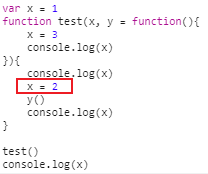 var x = 1
function test(x, y = function(){
x = 3
console.log(x)
}){
console.log(x)
x = 2
y()
console.log(x)
}
test()
console.log(x)